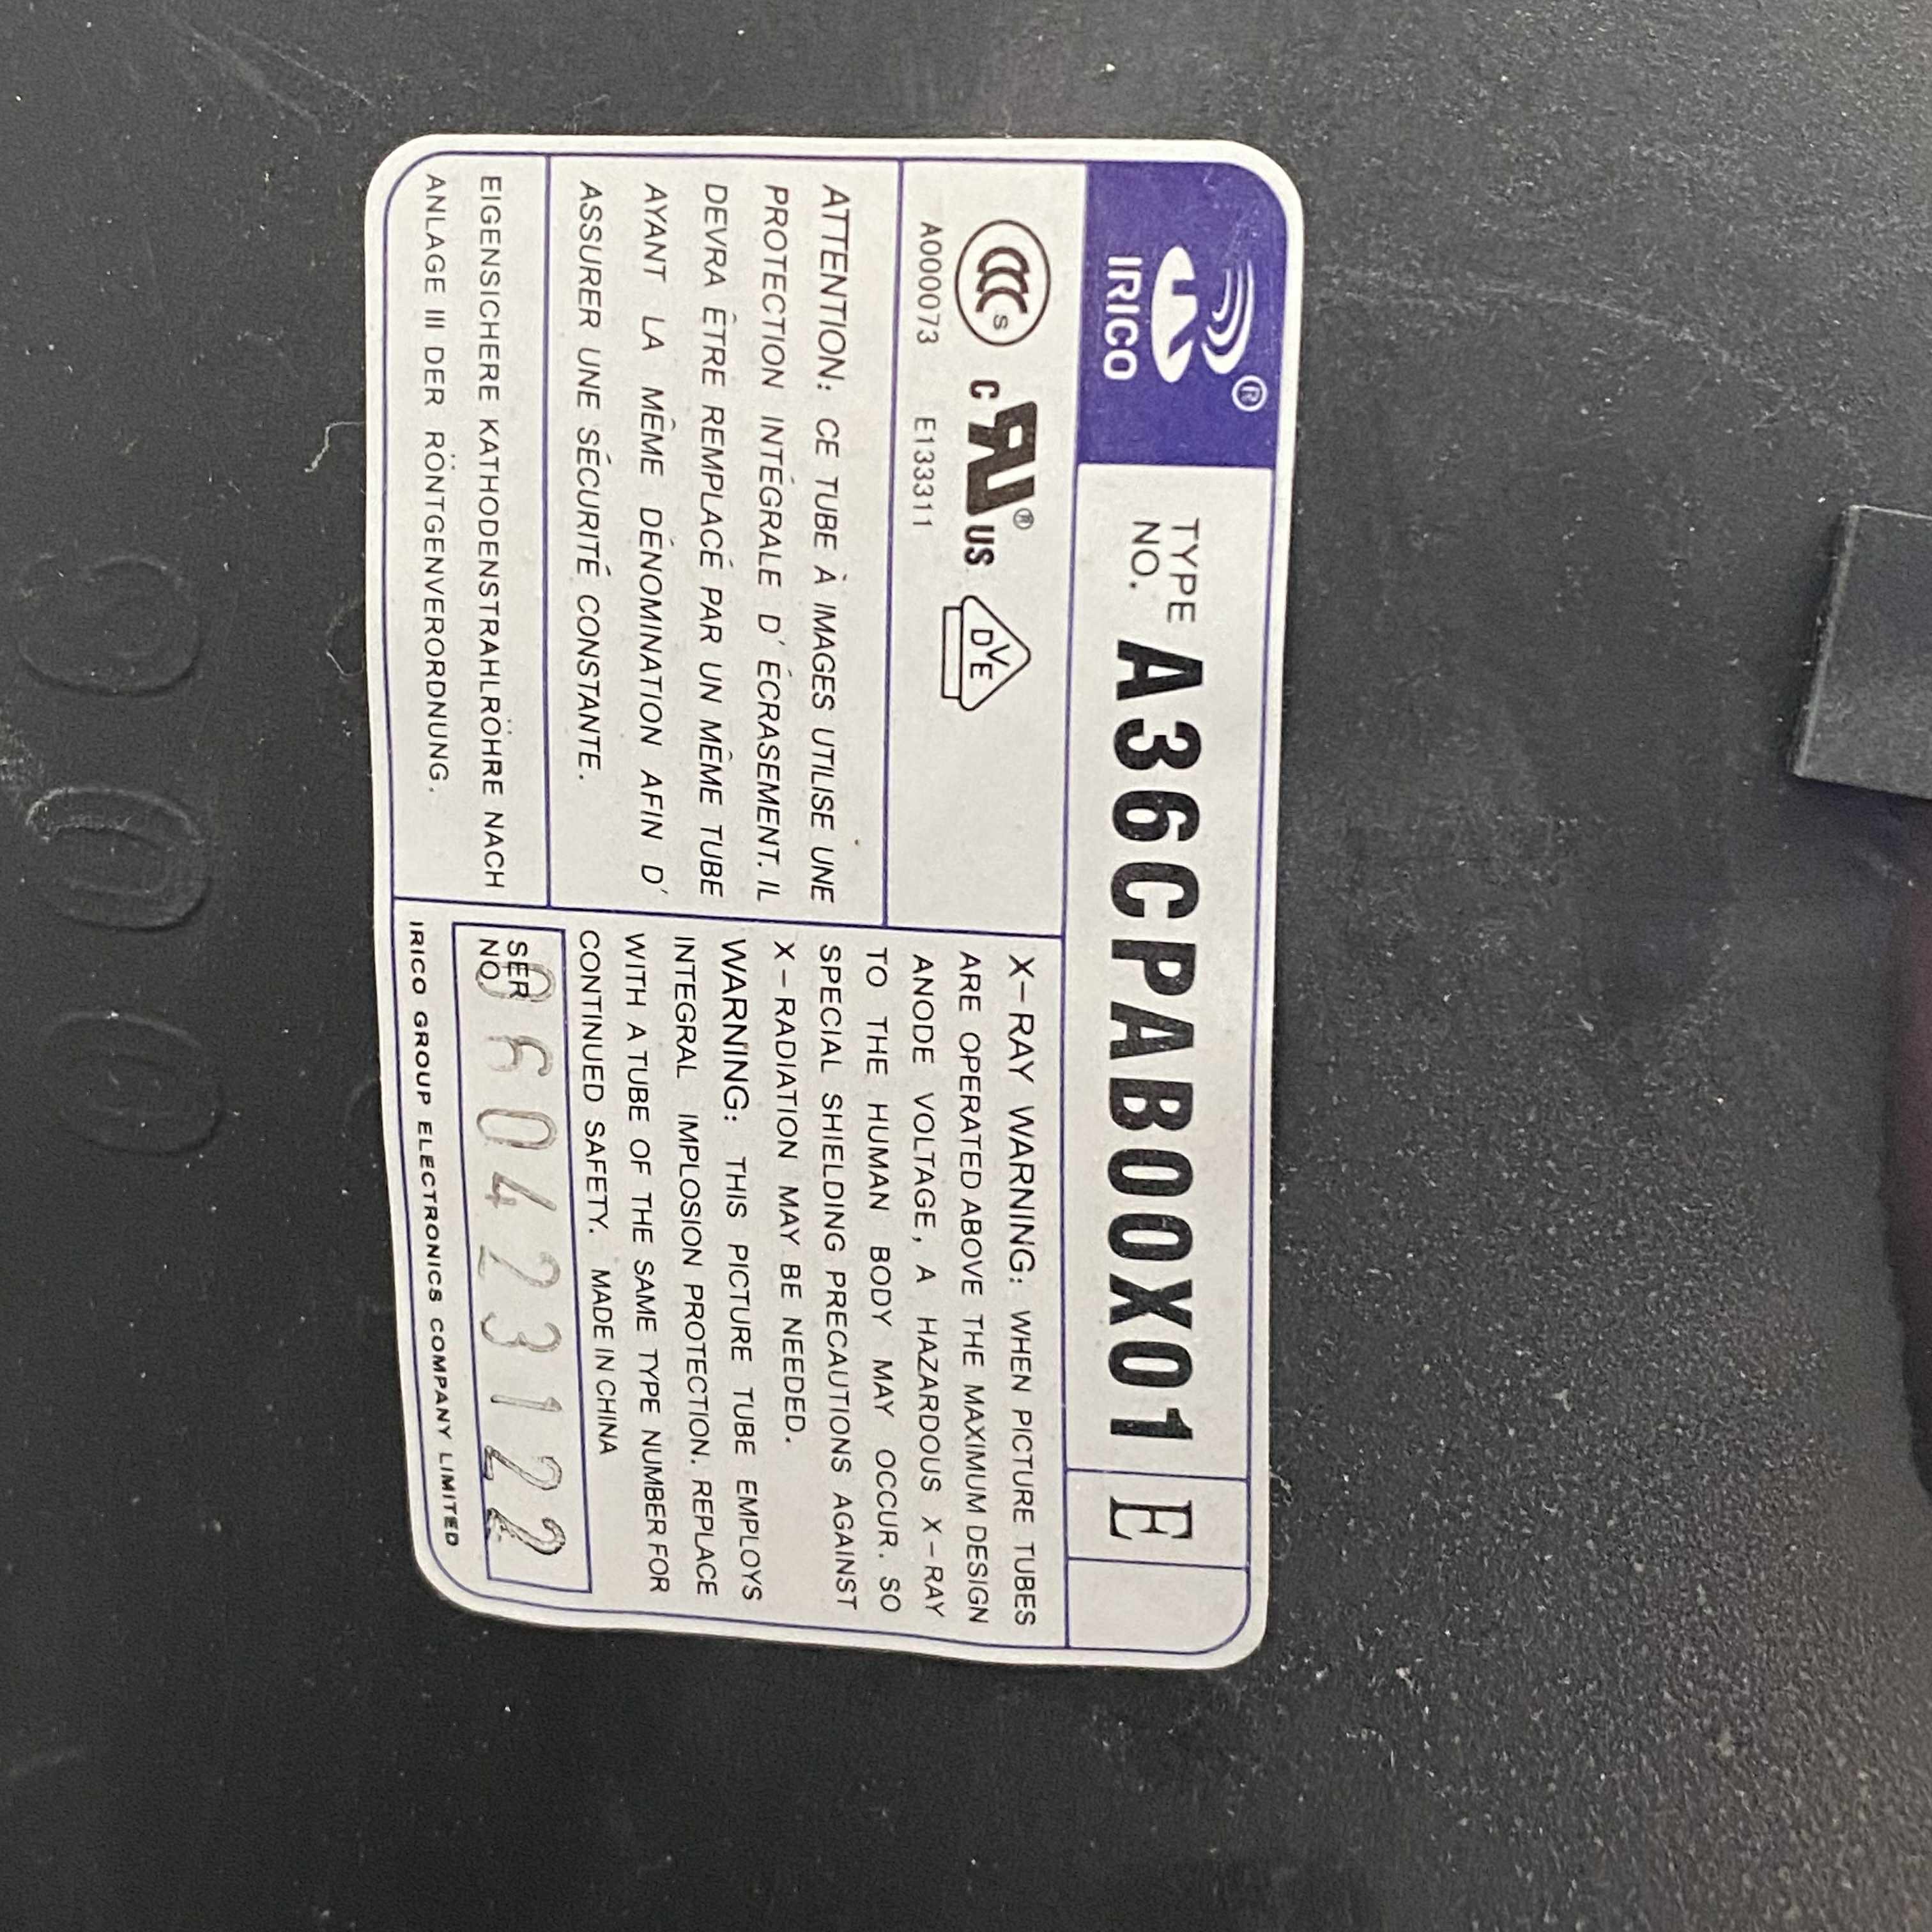 IRICO ®
TYPE NO. A36CPAB00X01 E
CCC S c RU ® US DVE
A000073 E133311
ATTENTION: CE TUBE À IMAGES UTILISE UNE
PROTECTION INTÉGRALE D' ÉCRASEMENT. IL
DEVRA ÊTRE REMPLACÉ PAR UN MÊME TUBE
AYANT LA MÊME DÉNOMINATION AFIN D'
ASSURER UNE SÉCURITÉ CONSTANTE.
EIGENSICHERE KATHODENSTRAHLRÖHRE NACH
ANLAGE III DER RÖNTGENVERORDNUNG.
X-RAY WARNING: WHEN PICTURE TUBES
ARE OPERATED ABOVE THE MAXIMUM DESIGN
ANODE VOLTAGE, A HAZARDOUS X-RAY
TO THE HUMAN BODY MAY OCCUR. SO
SPECIAL SHIELDING PRECAUTIONS AGAINST
X-RADIATION MAY BE NEEDED.
WARNING: THIS PICTURE TUBE EMPLOYS
INTEGRAL IMPLOSION PROTECTION. REPLACE
WITH A TUBE OF THE SAME TYPE NUMBER FOR
CONTINUED SAFETY. MADE IN CHINA
SER NO
IRICO GROUP ELECTRONICS COMPANY LIMITED